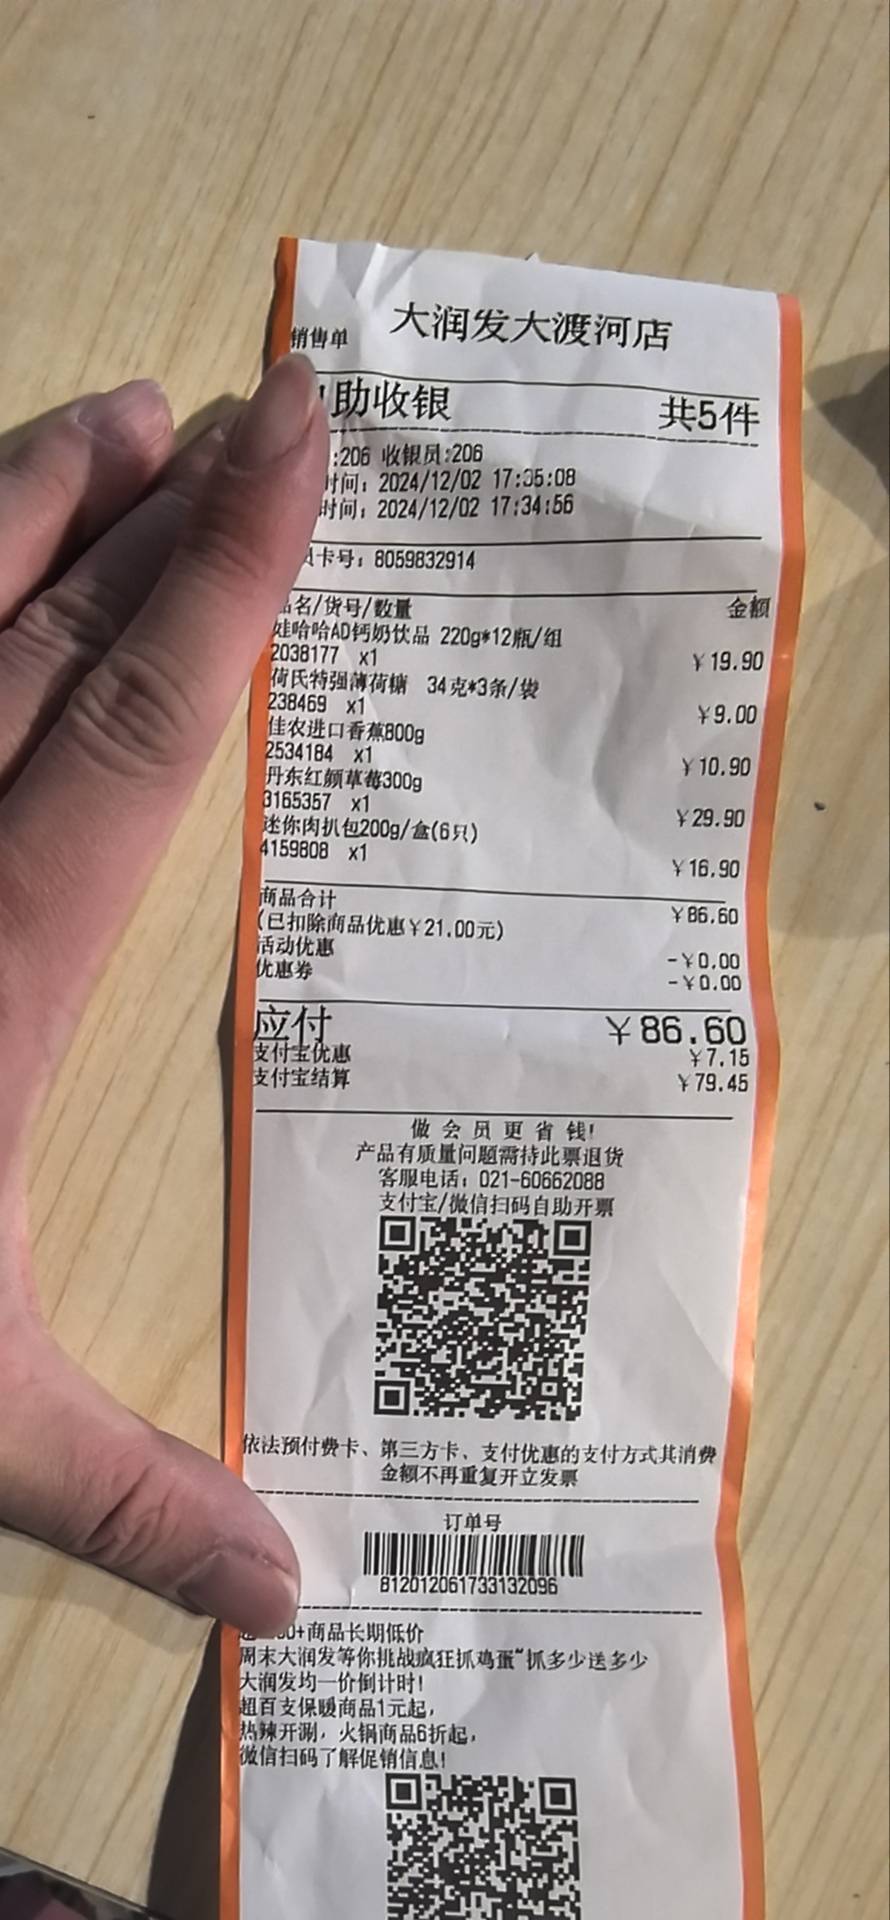 大润发大渡河店
销售单
助收银 共5件
:206 收银员:206
时间: 2024/12/02 17:35:08
时间: 2024/12/02 17:34:56
卡号: 8059832914
品名/货号/数量 金额
娃哈哈AD钙奶饮品 220g*12瓶/组
2038177 x1 ¥19.90
荷氏特强薄荷糖 34克*3条/袋
238469 x1 ¥9.00
佳农进口香蕉800g
2534184 x1 ¥10.90
丹东红颜草莓300g
3165357 x1 ¥29.90
迷你肉扒包200g/盒(6只)
4159808 x1 ¥16.90
商品合计 ¥86.60
(已扣除商品优惠¥21.00元)
活动优惠 -¥0.00
优惠券 -¥0.00
应付 ¥86.60
支付宝优惠 ¥7.15
支付宝结算 ¥79.45
做会员更省钱!
产品有质量问题需持此票退货
客服电话: 021-60662088
支付宝/微信扫码自助开票
依法预付费卡、第三方卡、支付优惠的支付方式其消费
金额不再重复开立发票
订单号
812012061733132096
0+商品长期低价
周末大润发等你挑战疯狂抓鸡蛋"抓多少送多少
大润发均一价倒计时!
超百支保暖商品1元起,
热辣开涮, 火锅商品6折起,
微信扫码了解促销信息!